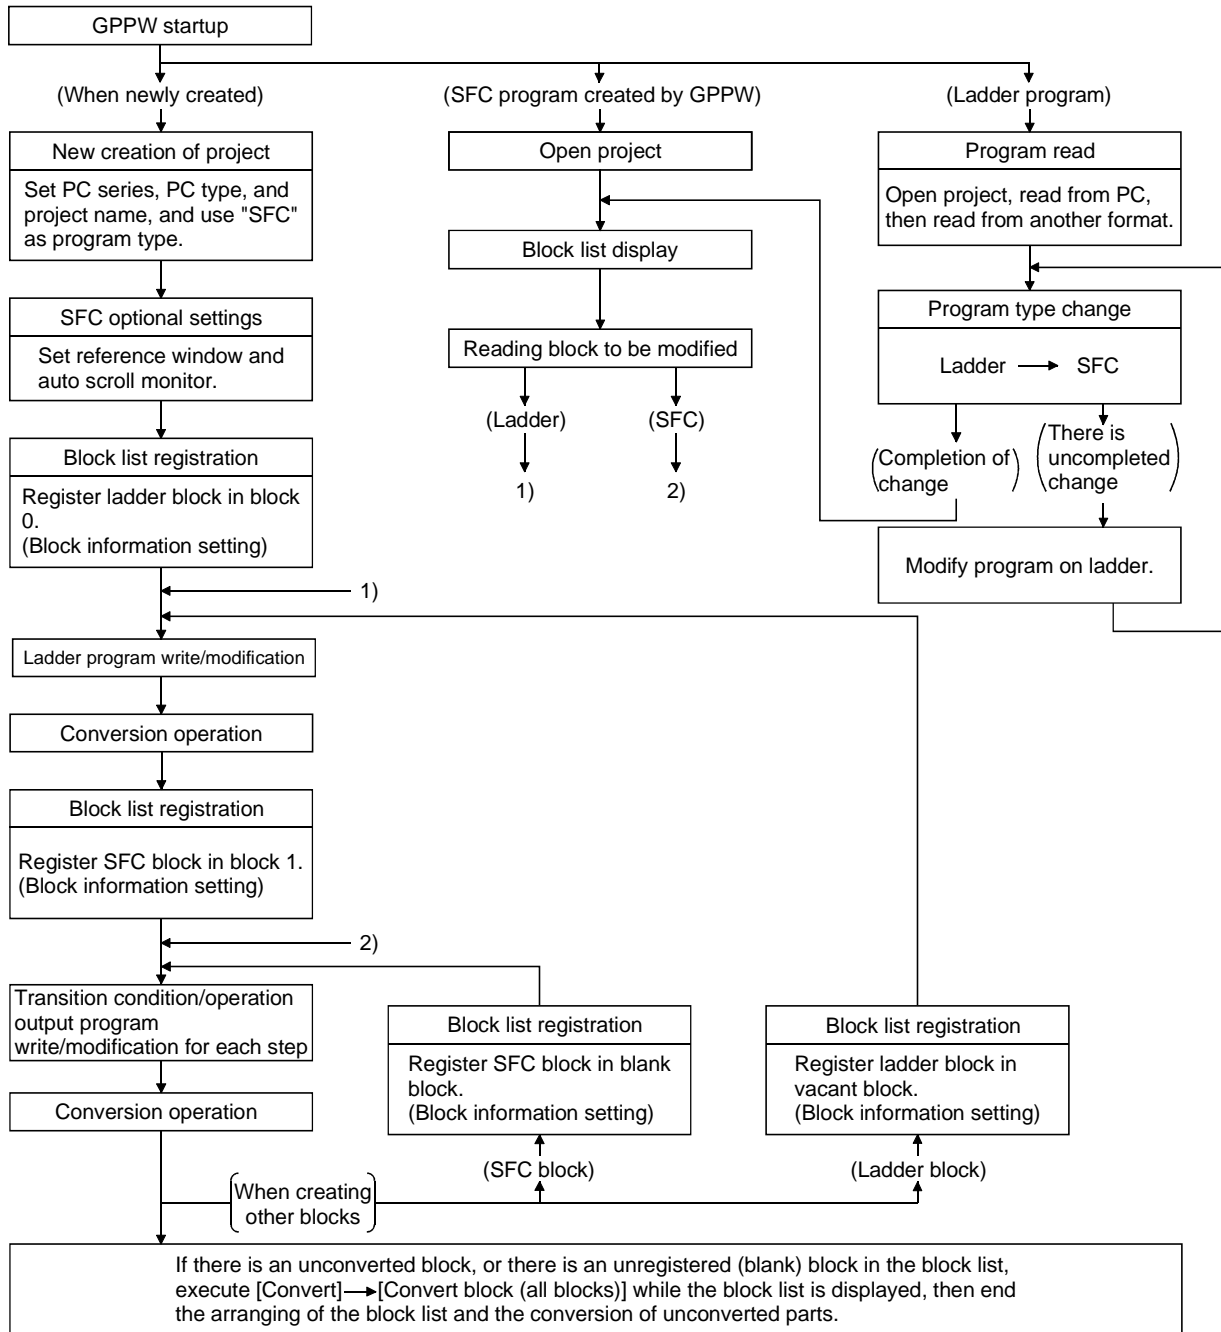 GPPW startup
(When newly created)
(SFC program created by GPPW)
(Ladder program)
New creation of project
Set PC series, PC type, and
project name, and use "SFC"
as program type.
Open project
Program read
Open project, read from PC,
then read from another format.
Block list display
SFC optional settings
Set reference window and
auto scroll monitor.
Program type change
Ladder → SFC
Reading block to be modified
(Ladder)
(SFC)
1)
2)
(Completion of
change)
(There is
uncompleted
change)
Block list registration
Register ladder block in block
0.
(Block information setting)
Modify program on ladder.
1)
Ladder program write/modification
Conversion operation
Block list registration
Register SFC block in block 1.
(Block information setting)
2)
Transition condition/operation
output program
write/modification for each step
Block list registration
Register SFC block in blank
block.
(Block information setting)
Block list registration
Register ladder block in
vacant block.
(Block information setting)
Conversion operation
(SFC block)
(Ladder block)
[When creating
other blocks]
If there is an unconverted block, or there is an unregistered (blank) block in the block list,
execute [Convert]→[Convert block (all blocks)] while the block list is displayed, then end
the arranging of the block list and the conversion of unconverted parts.